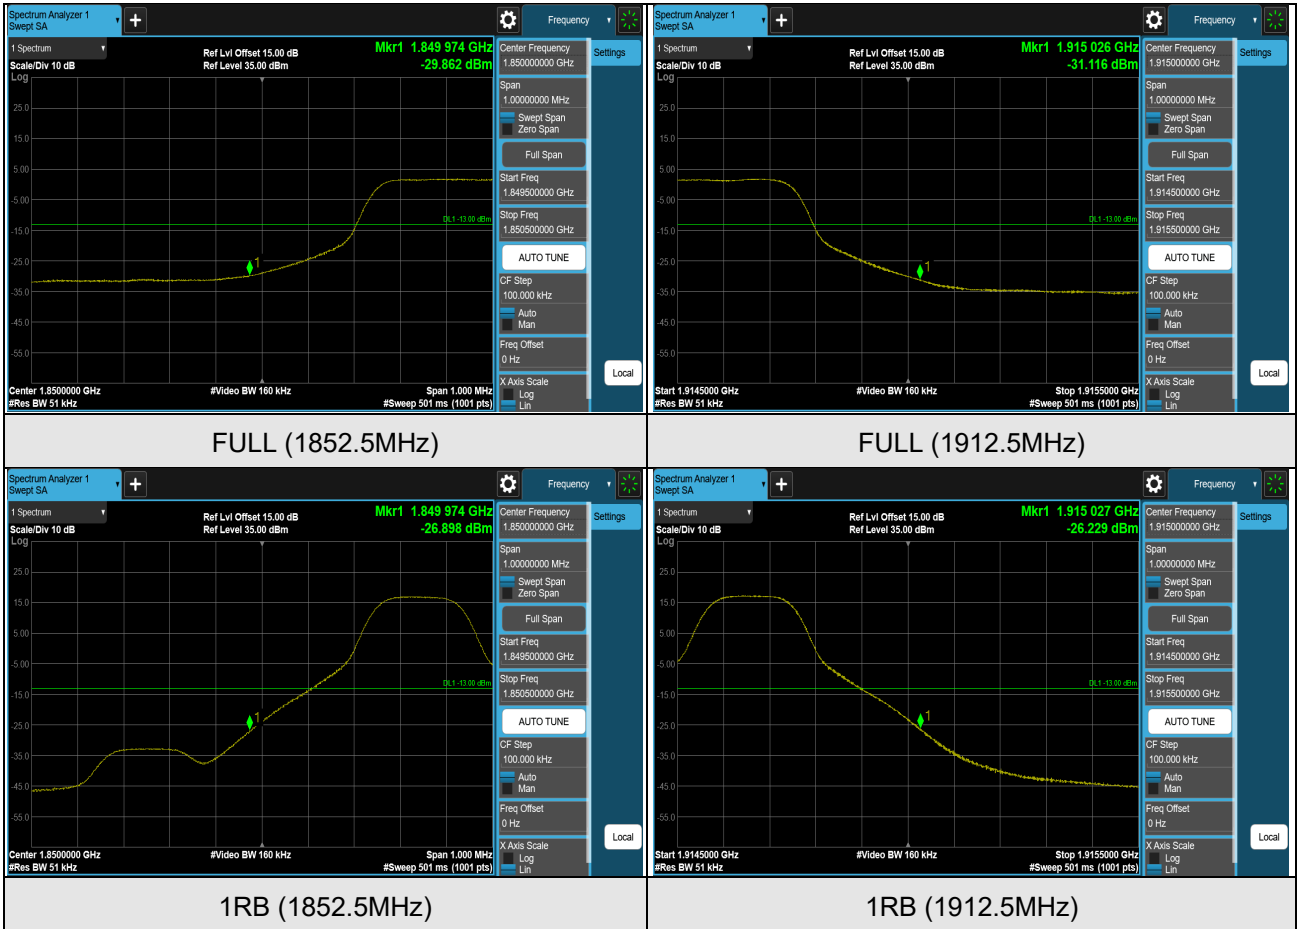 Spectrum Analyzer 1
Swept SA
+
Frequency
1 Spectrum
Scale/Div 10 dB
Log
Ref Lvl Offset 15.00 dB
Ref Level 35.00 dBm
Mkr1 1.849 974 GHz
-29.862 dBm
25.0
15.0
5.00
-5.00
-15.0
-25.0
-35.0
-45.0
-55.0
DL1 -13.00 dBm
1
Center 1.8500000 GHz
#Res BW 51 kHz
#Video BW 160 kHz
Span 1.000 MHz
#Sweep 501 ms (1001 pts)
Center Frequency
1.850000000 GHz
Settings
Span
1.00000000 MHz
Swept Span
Zero Span
Full Span
Start Freq
1.849500000 GHz
Stop Freq
1.850500000 GHz
AUTO TUNE
CF Step
100.000 kHz
Auto
Man
Freq Offset
0 Hz
X Axis Scale
Log
Lin
Local
Spectrum Analyzer 1
Swept SA
+
Frequency
1 Spectrum
Scale/Div 10 dB
Log
Ref Lvl Offset 15.00 dB
Ref Level 35.00 dBm
Mkr1 1.915 026 GHz
-31.116 dBm
25.0
15.0
5.00
-5.00
-15.0
-25.0
-35.0
-45.0
-55.0
DL1 -13.00 dBm
1
Start 1.9145000 GHz
#Res BW 51 kHz
#Video BW 160 kHz
Stop 1.9155000 GHz
#Sweep 501 ms (1001 pts)
Center Frequency
1.915000000 GHz
Settings
Span
1.00000000 MHz
Swept Span
Zero Span
Full Span
Start Freq
1.914500000 GHz
Stop Freq
1.915500000 GHz
AUTO TUNE
CF Step
100.000 kHz
Auto
Man
Freq Offset
0 Hz
X Axis Scale
Log
Lin
Local
FULL (1852.5MHz)
FULL (1912.5MHz)
Spectrum Analyzer 1
Swept SA
+
Frequency
1 Spectrum
Scale/Div 10 dB
Log
Ref Lvl Offset 15.00 dB
Ref Level 35.00 dBm
Mkr1 1.849 974 GHz
-26.898 dBm
25.0
15.0
5.00
-5.00
-15.0
-25.0
-35.0
-45.0
-55.0
DL1 -13.00 dBm
1
Center 1.8500000 GHz
#Res BW 51 kHz
#Video BW 160 kHz
Span 1.000 MHz
#Sweep 501 ms (1001 pts)
Center Frequency
1.850000000 GHz
Settings
Span
1.00000000 MHz
Swept Span
Zero Span
Full Span
Start Freq
1.849500000 GHz
Stop Freq
1.850500000 GHz
AUTO TUNE
CF Step
100.000 kHz
Auto
Man
Freq Offset
0 Hz
X Axis Scale
Log
Lin
Local
Spectrum Analyzer 1
Swept SA
+
Frequency
1 Spectrum
Scale/Div 10 dB
Log
Ref Lvl Offset 15.00 dB
Ref Level 35.00 dBm
Mkr1 1.915 027 GHz
-26.229 dBm
25.0
15.0
5.00
-5.00
-15.0
-25.0
-35.0
-45.0
-55.0
DL1 -13.00 dBm
1
Start 1.9145000 GHz
#Res BW 51 kHz
#Video BW 160 kHz
Stop 1.9155000 GHz
#Sweep 501 ms (1001 pts)
Center Frequency
1.915000000 GHz
Settings
Span
1.00000000 MHz
Swept Span
Zero Span
Full Span
Start Freq
1.914500000 GHz
Stop Freq
1.915500000 GHz
AUTO TUNE
CF Step
100.000 kHz
Auto
Man
Freq Offset
0 Hz
X Axis Scale
Log
Lin
Local
1RB (1852.5MHz)
1RB (1912.5MHz)